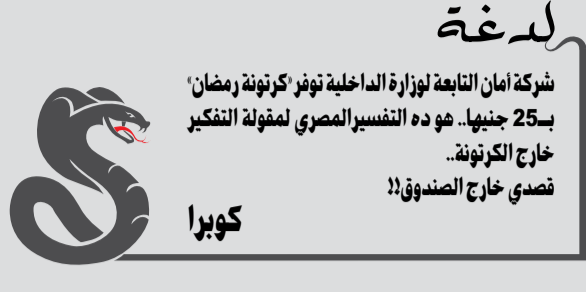 لدغة
شركة أمان التابعة لوزارة الداخلية توفر «كرتونة رمضان»
بـ25 جنيها.. هو ده التفسير المصري لمقولة التفكير
خارج الكرتونة..
قصدي خارج الصندوق!!
كوبرا